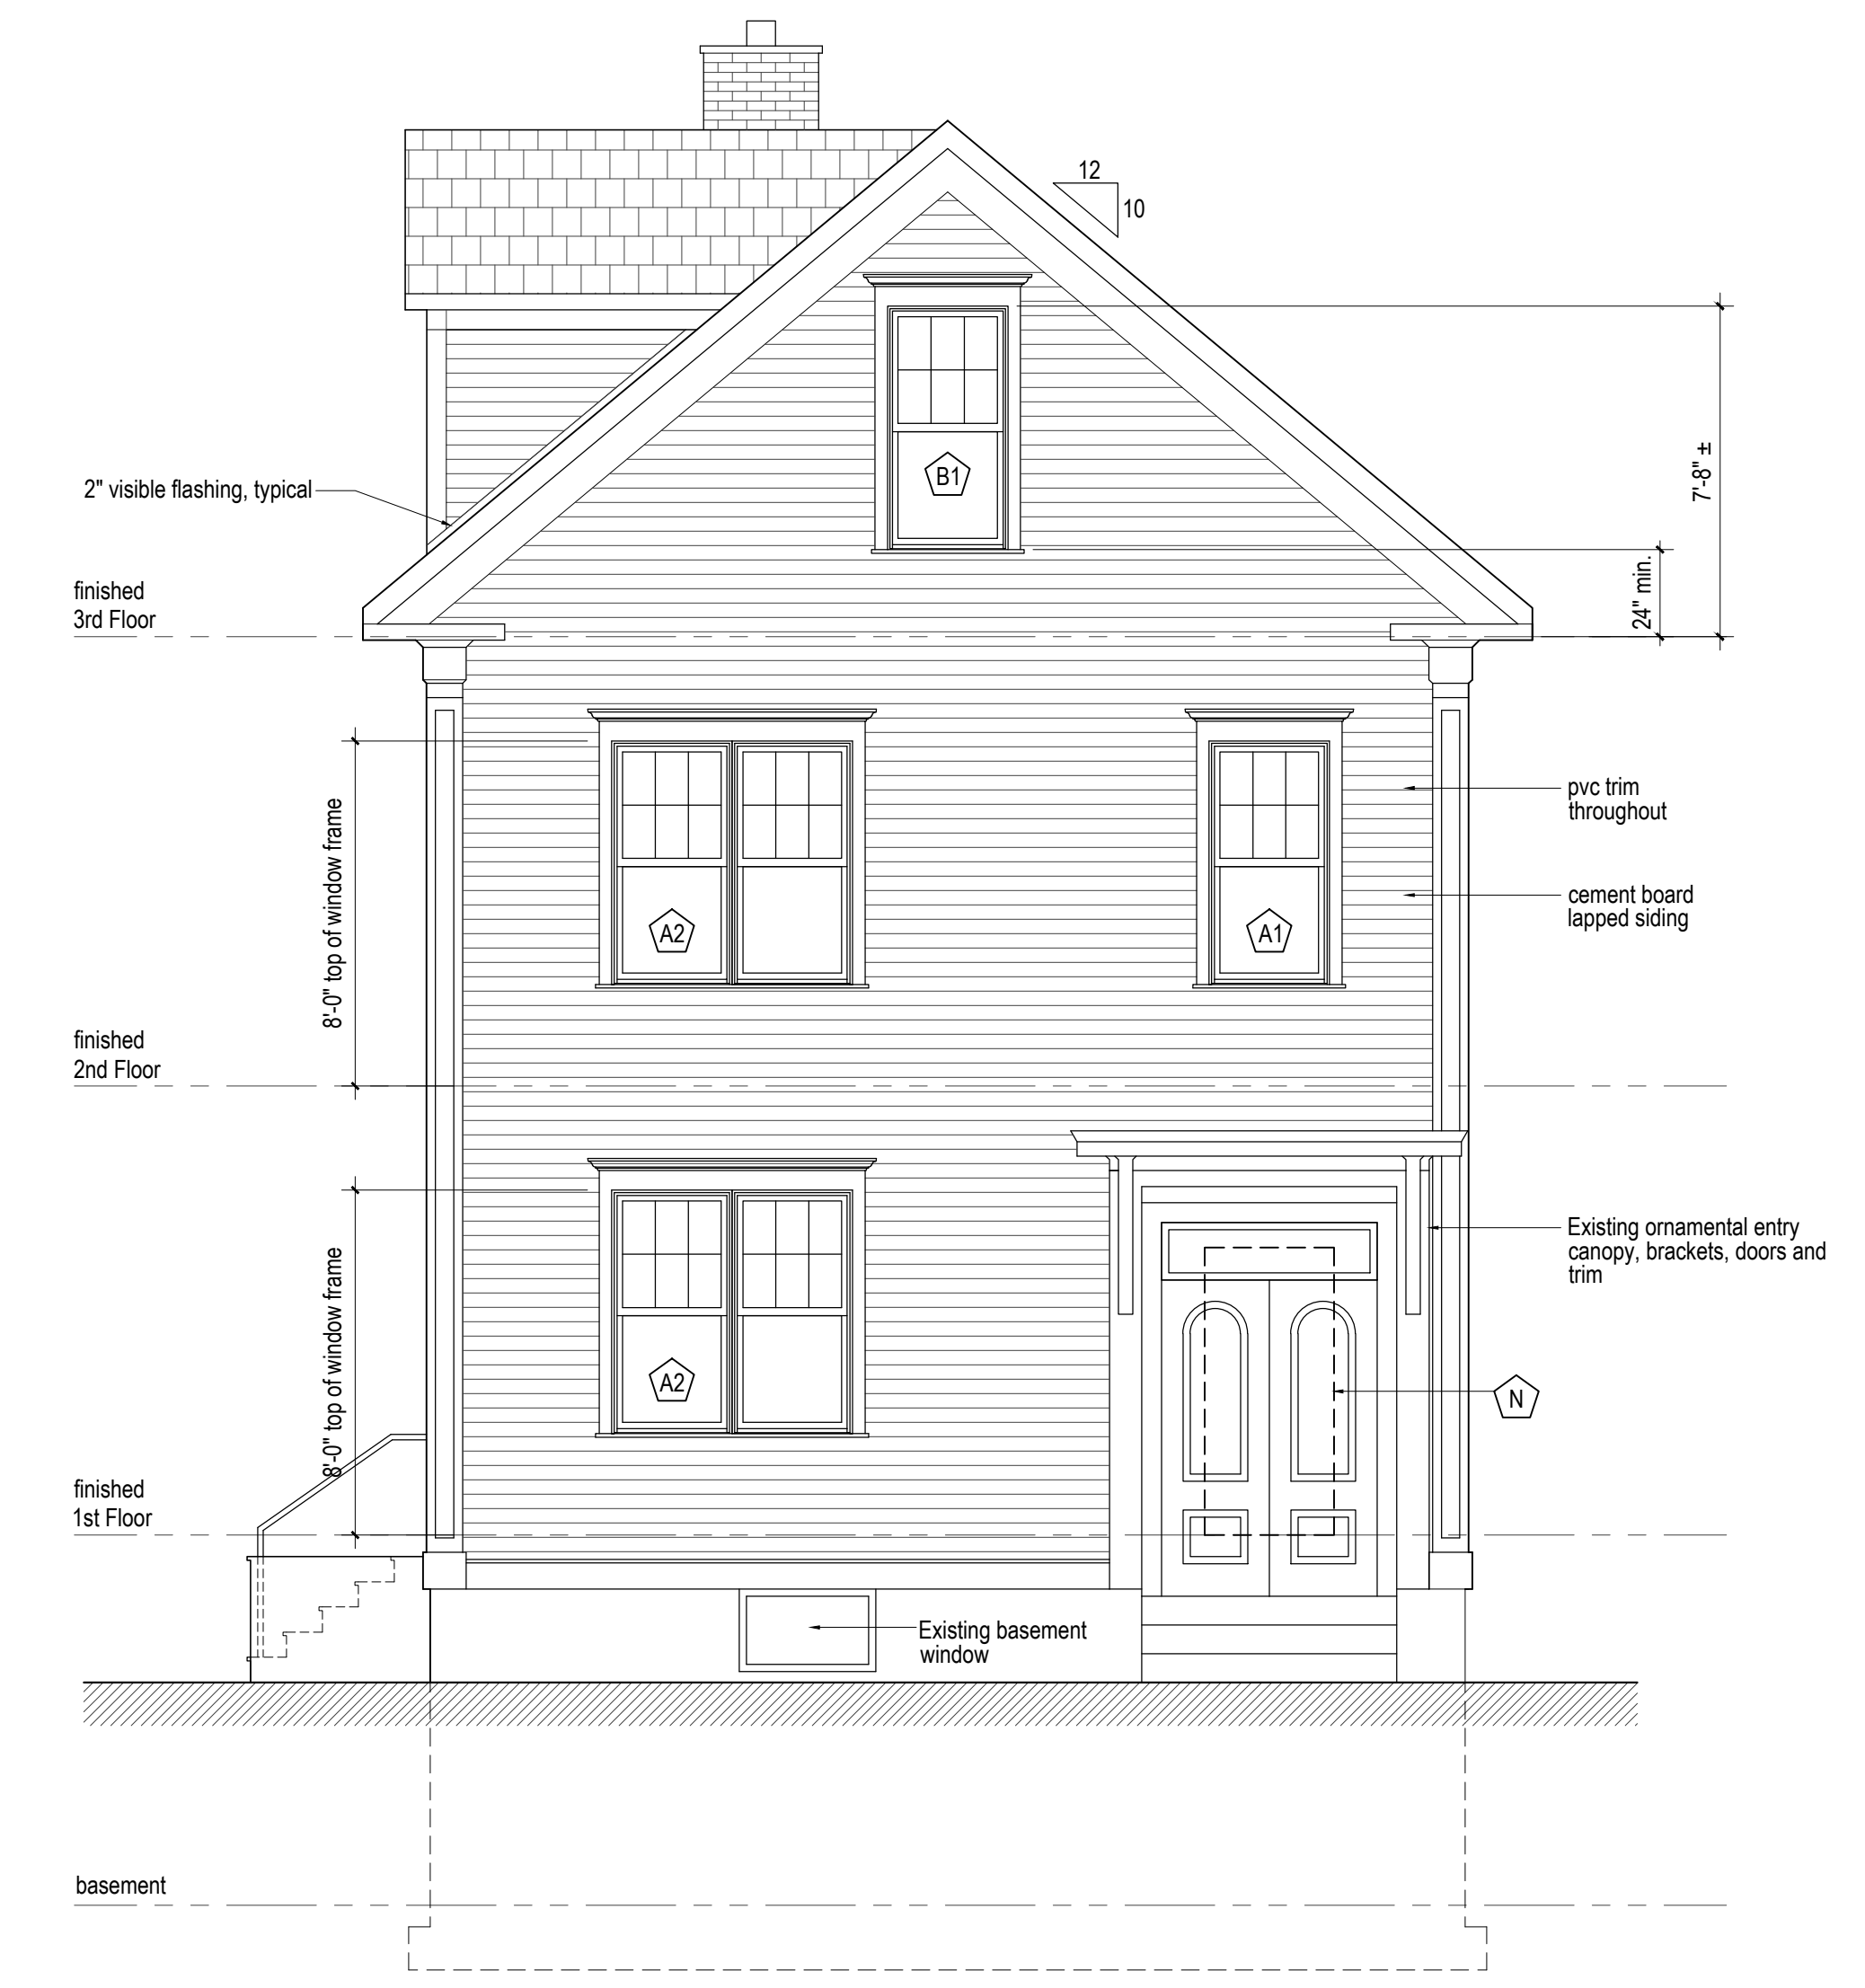 12
10
B1
7'-8" ±
2" visible flashing, typical
24" min.
finished
3rd Floor
8'-0" top of window frame
pvc trim
throughout
cement board
lapped siding
A2
A1
finished
2nd Floor
8'-0" top of window frame
Existing ornamental entry
canopy, brackets, doors and
trim
A2
N
finished
1st Floor
Existing basement
window
basement